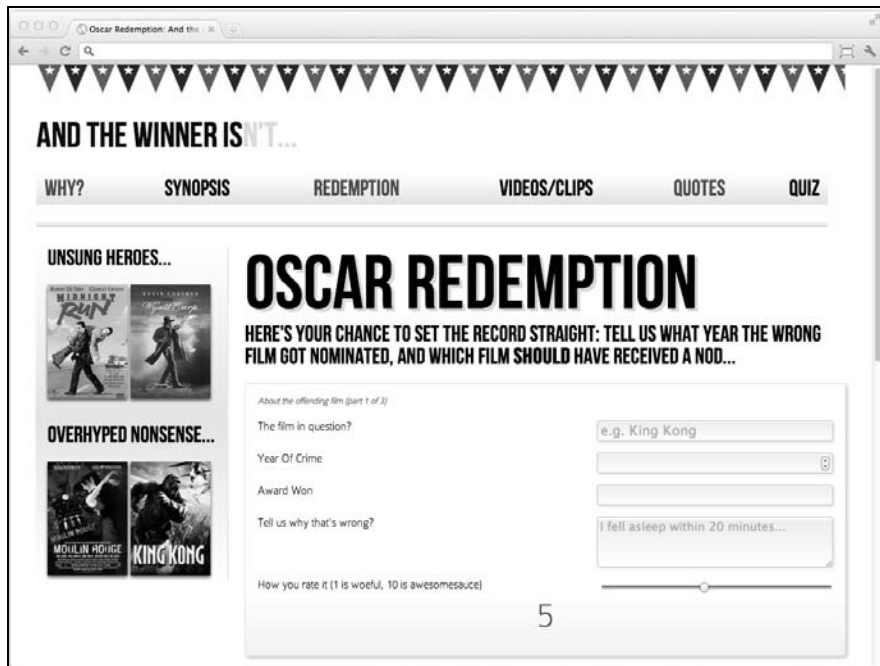 Oscar Redemption: And the
AND THE WINNER ISN'T...
WHY? SYNOPSIS REDEMPTION VIDEOS/CLIPS QUOTES QUIZ
UNSUNG HEROES...
MIDNIGHT
RUN
KEVIN COSTNER
Wyatt Earp
OVERHYPED NONSENSE...
MOULIN ROUGE
KING KONG
OSCAR REDEMPTION
HERE'S YOUR CHANCE TO SET THE RECORD STRAIGHT: TELL US WHAT YEAR THE WRONG
FILM GOT NOMINATED, AND WHICH FILM SHOULD HAVE RECEIVED A NOD...
About the offending film (part 1 of 3)
The film in question? e.g. King Kong
Year Of Crime
Award Won
Tell us why that's wrong? I fell asleep within 20 minutes...
How you rate it (1 is woeful, 10 is awesomesauce)
5